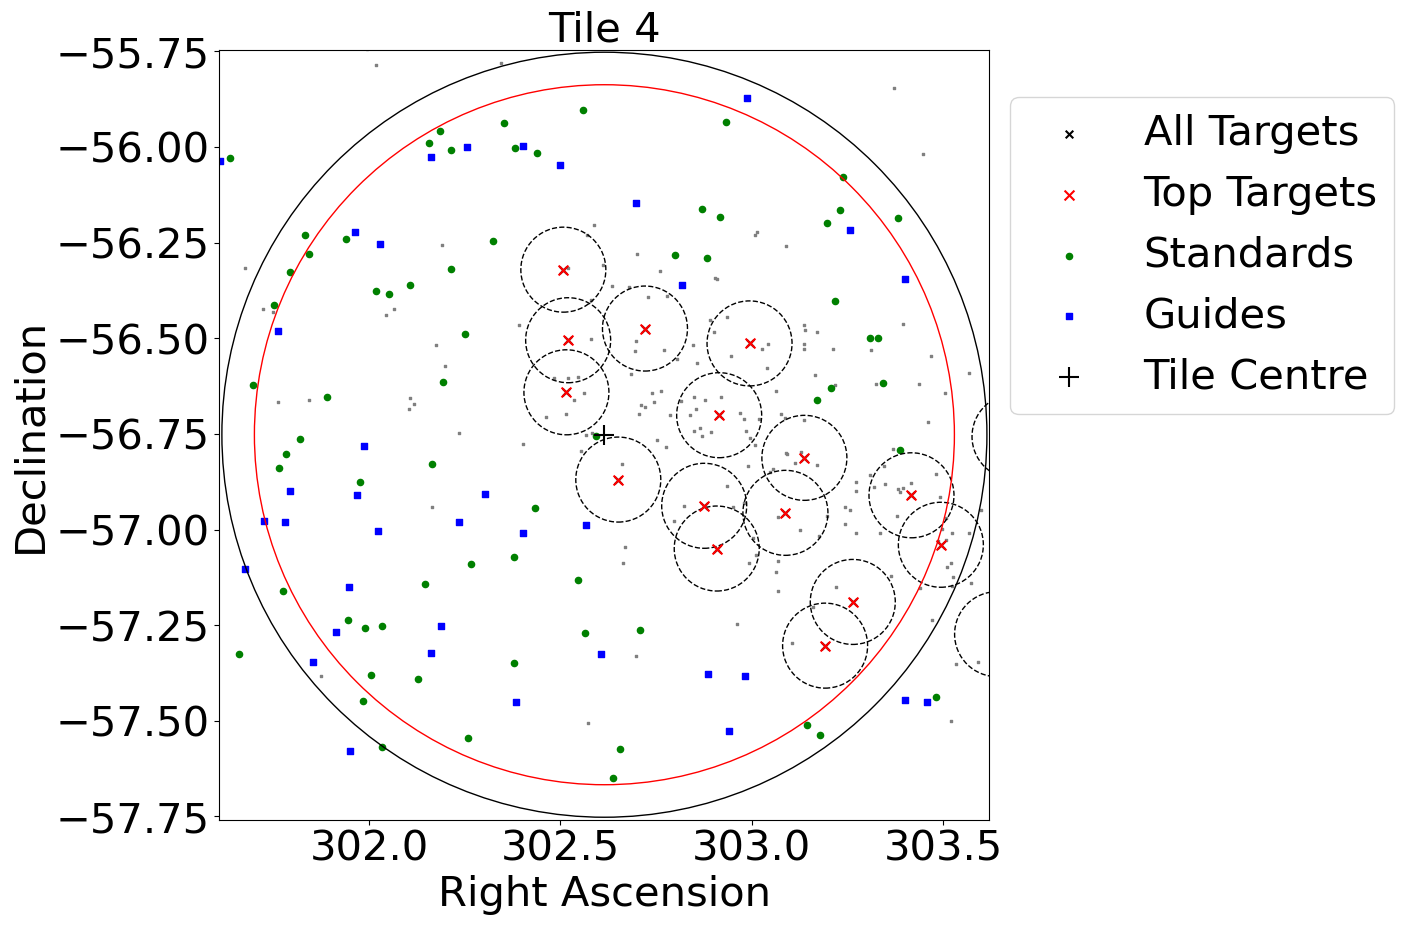 Tile 4
−55.75
−56.00
−56.25
−56.50
−56.75
−57.00
−57.25
−57.50
−57.75
Declination
302.0 302.5 303.0 303.5
Right Ascension
All Targets
Top Targets
Standards
Guides
Tile Centre